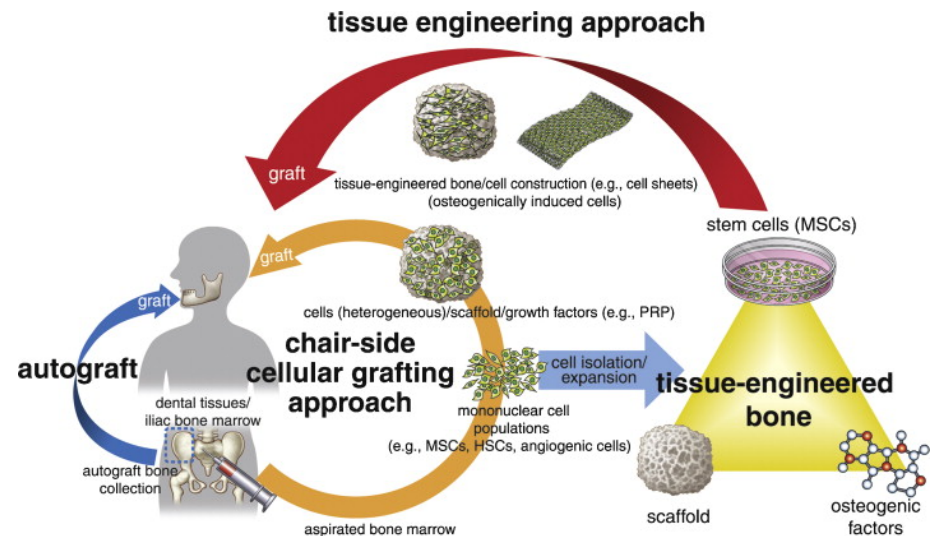 tissue engineering approach
graft
tissue-engineered bone/cell construction (e.g., cell sheets)
(osteogenically induced cells)
stem cells (MSCs)
graft
cells (heterogeneous)/scaffold/growth factors (e.g., PRP)
graft
autograft
chair-side
cellular grafting
approach
cell isolation/
expansion
tissue-engineered
bone
mononuclear cell
populations
(e.g., MSCs, HSCs, angiogenic cells)
dental tissues/
iliac bone marrow
autograft bone
collection
aspirated bone marrow
scaffold
osteogenic
factors